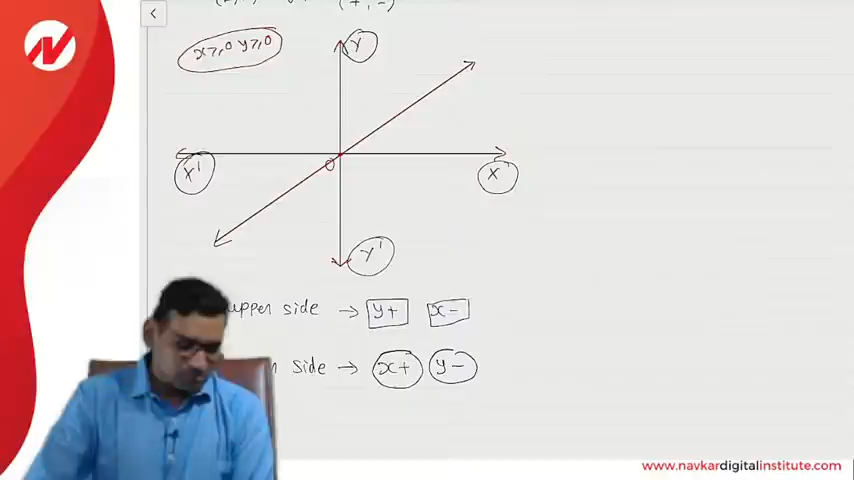 x≥0 y≥0
Y
X'
O
X
Y'
upper side → y+ x-
side → x+ y-
www.navkardigitalinstitute.com